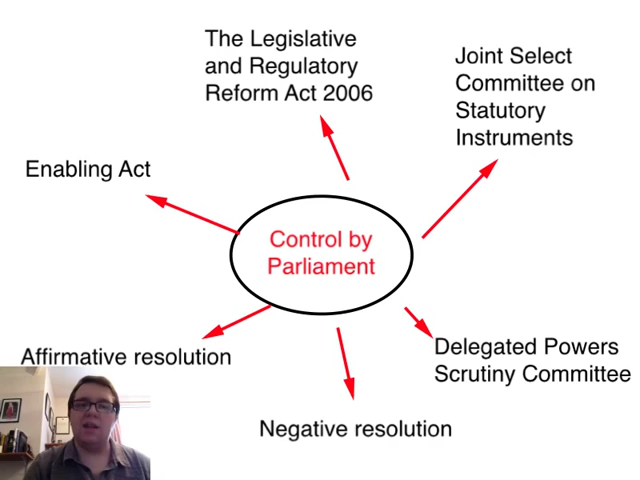 The Legislative
and Regulatory
Reform Act 2006
Joint Select
Committee on
Statutory
Instruments
Enabling Act
Control by
Parliament
Affirmative resolution
Delegated Powers
Scrutiny Committee
Negative resolution